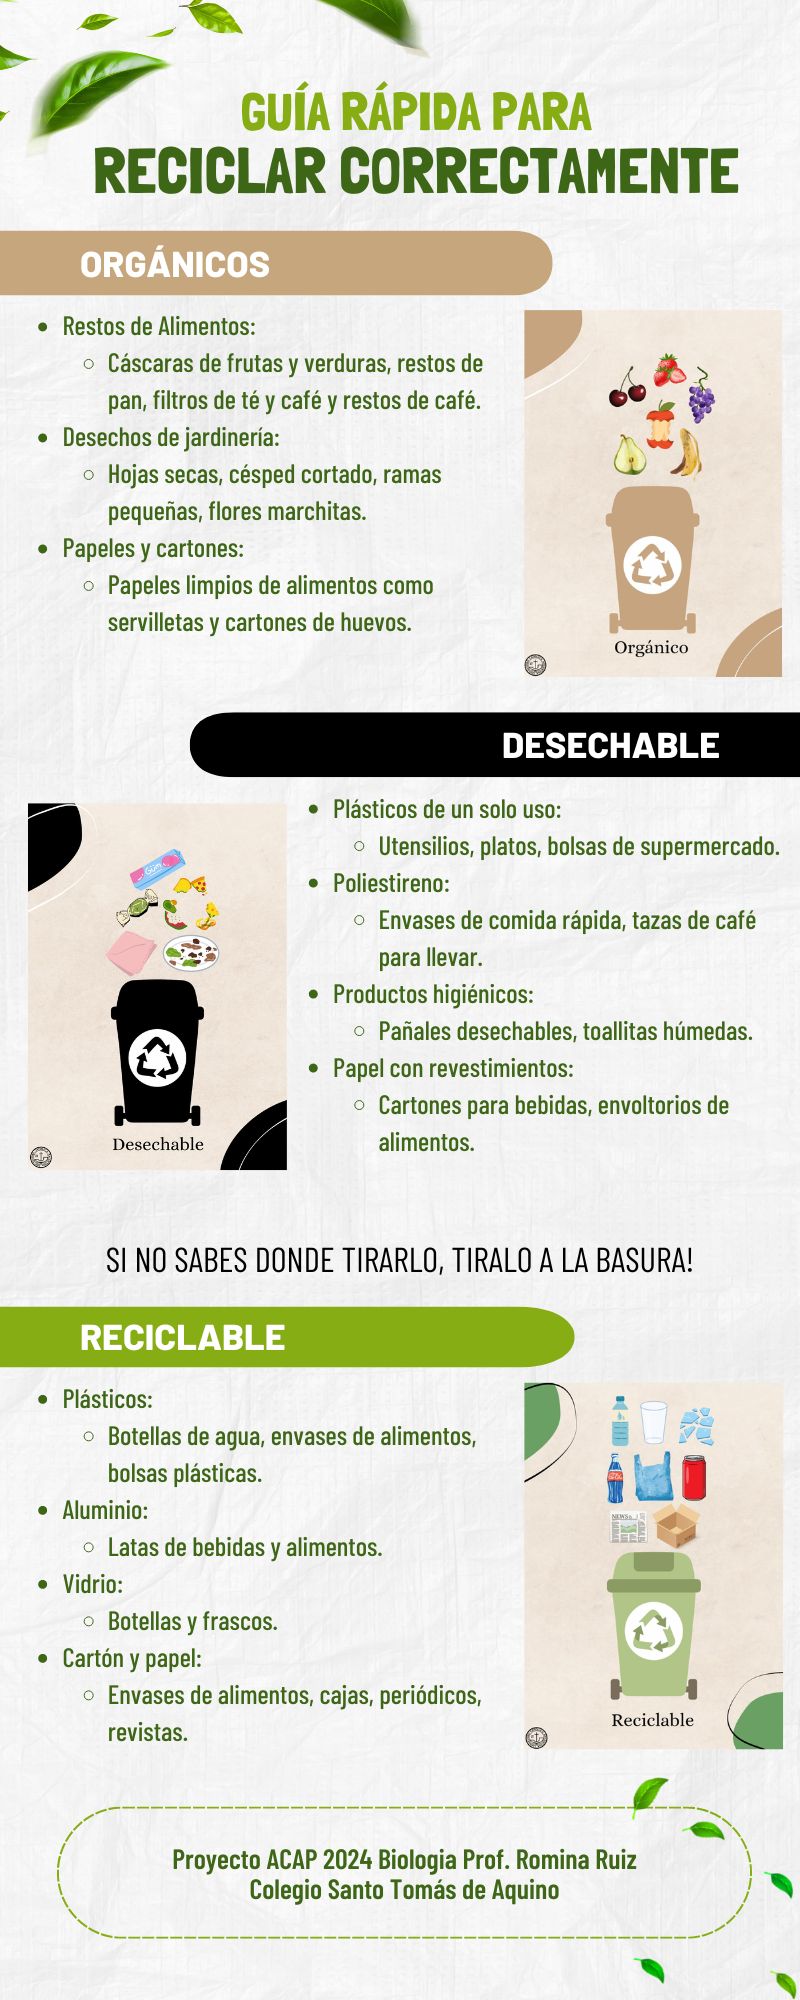 GUÍA RÁPIDA PARA
RECICLAR CORRECTAMENTE
ORGÁNICOS
Restos de Alimentos:
Cáscaras de frutas y verduras, restos de
pan, filtros de té y café y restos de café.
Desechos de jardinería:
Hojas secas, césped cortado, ramas
pequeñas, flores marchitas.
Papeles y cartones:
Papeles limpios de alimentos como
servilletas y cartones de huevos.
Orgánico
DESECHABLE
Gum
Desechable
Plásticos de un solo uso:
Utensilios, platos, bolsas de supermercado.
Poliestireno:
Envases de comida rápida, tazas de café
para llevar.
Productos higiénicos:
Pañales desechables, toallitas húmedas.
Papel con revestimientos:
Cartones para bebidas, envoltorios de
alimentos.
SI NO SABES DONDE TIRARLO, TIRALO A LA BASURA!
RECICLABLE
Plásticos:
Botellas de agua, envases de alimentos,
bolsas plásticas.
Aluminio:
Latas de bebidas y alimentos.
Vidrio:
Botellas y frascos.
Cartón y papel:
Envases de alimentos, cajas, periódicos,
revistas.
NEWS
Reciclable
Proyecto ACAP 2024 Biologia Prof. Romina Ruiz
Colegio Santo Tomás de Aquino